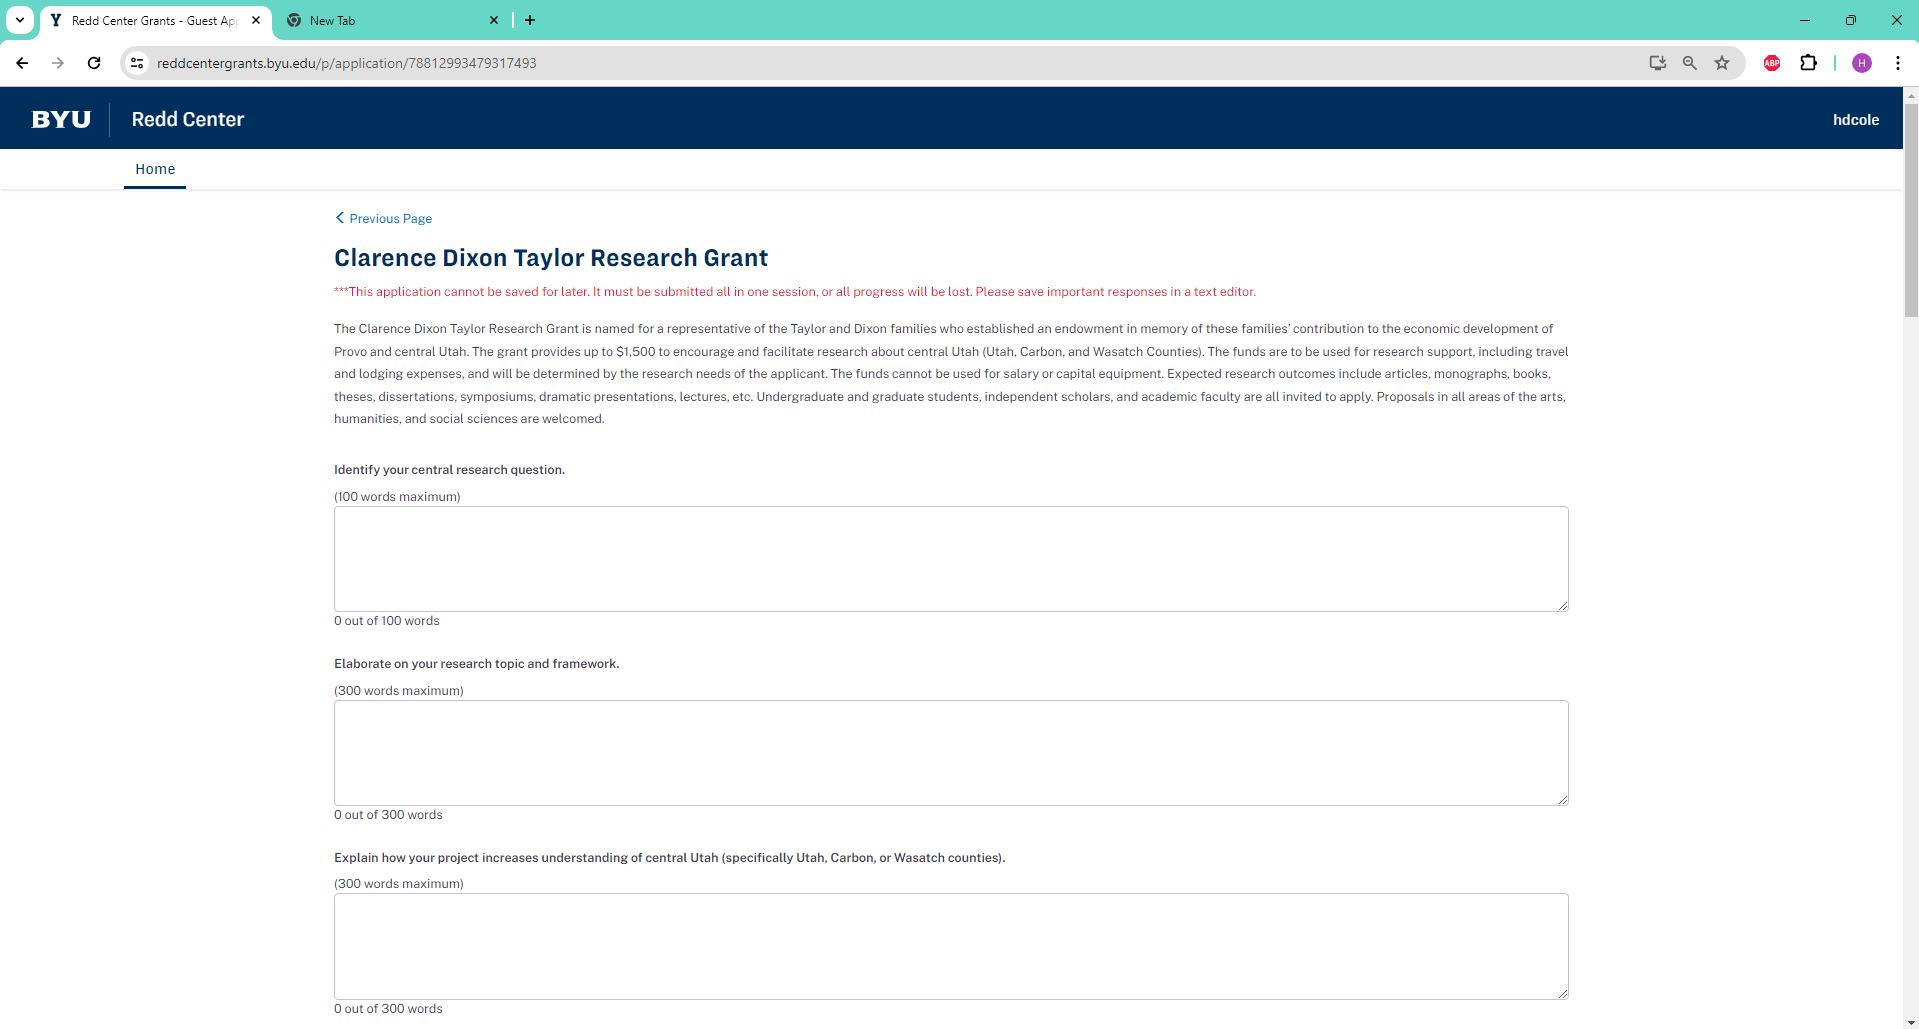 Redd Center Grants - Guest Ap
New Tab
reddcentergrants.byu.edu/p/application/78812993479317493
ABP
H
BYU
Redd Center
hdcole
Home
Previous Page
Clarence Dixon Taylor Research Grant
***This application cannot be saved for later. It must be submitted all in one session, or all progress will be lost. Please save important responses in a text editor.
The Clarence Dixon Taylor Research Grant is named for a representative of the Taylor and Dixon families who established an endowment in memory of these families' contribution to the economic development of
Provo and central Utah. The grant provides up to $1,500 to encourage and facilitate research about central Utah (Utah, Carbon, and Wasatch Counties). The funds are to be used for research support, including travel
and lodging expenses, and will be determined by the research needs of the applicant. The funds cannot be used for salary or capital equipment. Expected research outcomes include articles, monographs, books,
theses, dissertations, symposiums, dramatic presentations, lectures, etc. Undergraduate and graduate students, independent scholars, and academic faculty are all invited to apply. Proposals in all areas of the arts,
humanities, and social sciences are welcomed.
Identify your central research question.
(100 words maximum)
0 out of 100 words
Elaborate on your research topic and framework.
(300 words maximum)
0 out of 300 words
Explain how your project increases understanding of central Utah (specifically Utah, Carbon, or Wasatch counties).
(300 words maximum)
0 out of 300 words